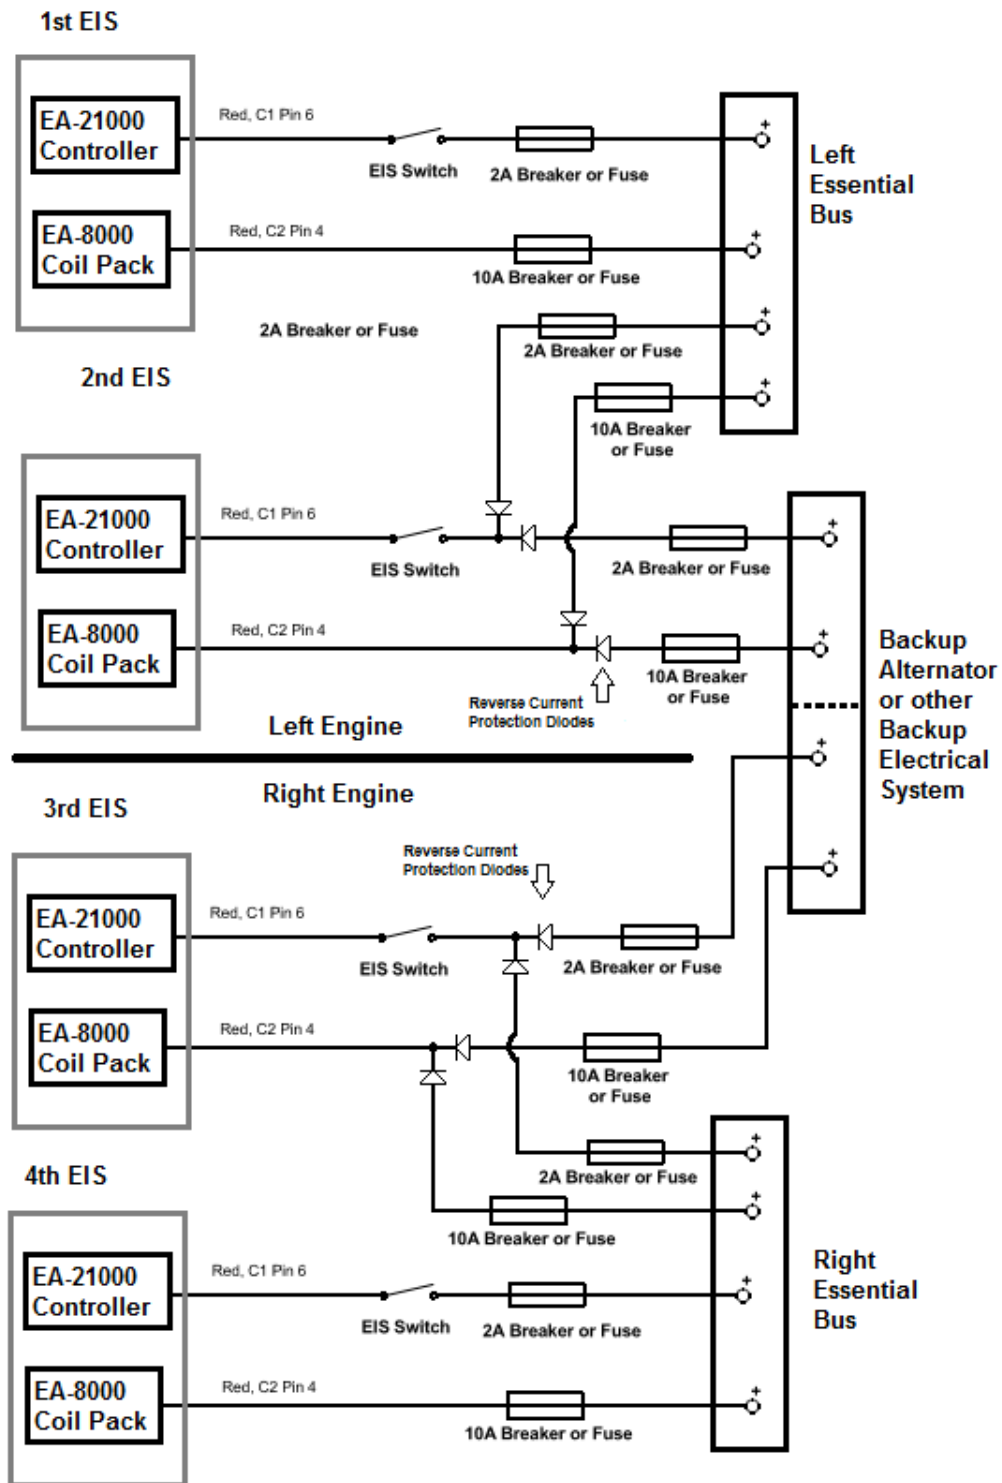 1st EIS
EA-21000
Controller
Red, C1 Pin 6
EIS Switch
2A Breaker or Fuse
+
Left
Essential
Bus
EA-8000
Coil Pack
Red, C2 Pin 4
10A Breaker or Fuse
+
2A Breaker or Fuse
2A Breaker or Fuse
+
10A Breaker
or Fuse
+
2nd EIS
EA-21000
Controller
Red, C1 Pin 6
EIS Switch
2A Breaker or Fuse
+
EA-8000
Coil Pack
Red, C2 Pin 4
10A Breaker
or Fuse
+
Reverse Current
Protection Diodes
Backup
Alternator
or other
Backup
Electrical
System
Left Engine
Right Engine
+
+
3rd EIS
Reverse Current
Protection Diodes
EA-21000
Controller
Red, C1 Pin 6
EIS Switch
2A Breaker or Fuse
EA-8000
Coil Pack
Red, C2 Pin 4
10A Breaker
or Fuse
2A Breaker or Fuse
+
10A Breaker or Fuse
+
4th EIS
EA-21000
Controller
Red, C1 Pin 6
EIS Switch
2A Breaker or Fuse
+
Right
Essential
Bus
EA-8000
Coil Pack
Red, C2 Pin 4
10A Breaker or Fuse
+